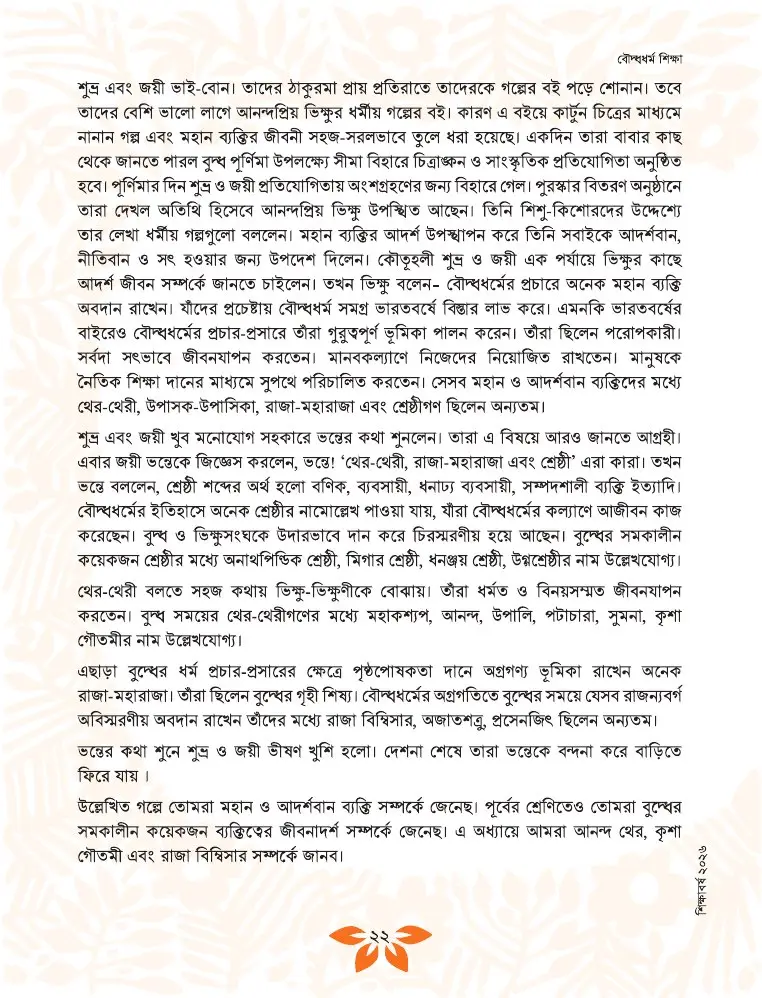 বৌদ্ধধর্ম শিক্ষা
শুভ্র এবং জয়ী ভাই-বোন। তাদের ঠাকুরমা প্রায় প্রতিরাতে তাদেরকে গল্পের বই পড়ে শোনান। তবে
তাদের বেশি ভালো লাগে আনন্দপ্রিয় ভিক্ষুর ধর্মীয় গল্পের বই। কারণ এ বইয়ে কার্টুন চিত্রের মাধ্যমে
নানান গল্প এবং মহান ব্যক্তির জীবনী সহজ-সরলভাবে তুলে ধরা হয়েছে। একদিন তারা বাবার কাছ
থেকে জানতে পারল বুদ্ধ পূর্ণিমা উপলক্ষ্যে সীমা বিহারে চিত্রাঙ্কন ও সাংস্কৃতিক প্রতিযোগিতা অনুষ্ঠিত
হবে। পূর্ণিমার দিন শুভ্র ও জয়ী প্রতিযোগিতায় অংশগ্রহণের জন্য বিহারে গেল। পুরস্কার বিতরণ অনুষ্ঠানে
তারা দেখল অতিথি হিসেবে আনন্দপ্রিয় ভিক্ষু উপস্থিত আছেন। তিনি শিশু-কিশোরদের উদ্দেশ্যে
তার লেখা ধর্মীয় গল্পগুলো বললেন। মহান ব্যক্তির আদর্শ উপস্থাপন করে তিনি সবাইকে আদর্শবান,
নীতিবান ও সৎ হওয়ার জন্য উপদেশ দিলেন। কৌতূহলী শুভ্র ও জয়ী এক পর্যায়ে ভিক্ষুর কাছে
আদর্শ জীবন সম্পর্কে জানতে চাইলেন। তখন ভিক্ষু বলেন– বৌদ্ধধর্মের প্রচারে অনেক মহান ব্যক্তি
অবদান রাখেন। যাঁদের প্রচেষ্টায় বৌদ্ধধর্ম সমগ্র ভারতবর্ষে বিস্তার লাভ করে। এমনকি ভারতবর্ষের
বাইরেও বৌদ্ধধর্মের প্রচার-প্রসারে তাঁরা গুরুত্বপূর্ণ ভূমিকা পালন করেন। তাঁরা ছিলেন পরোপকারী।
সর্বদা সৎভাবে জীবনযাপন করতেন। মানবকল্যাণে নিজেদের নিয়োজিত রাখতেন। মানুষকে
নৈতিক শিক্ষা দানের মাধ্যমে সুপথে পরিচালিত করতেন। সেসব মহান ও আদর্শবান ব্যক্তিদের মধ্যে
থের-থেরী, উপাসক-উপাসিকা, রাজা-মহারাজা এবং শ্রেষ্ঠীগণ ছিলেন অন্যতম।
শুভ্র এবং জয়ী খুব মনোযোগ সহকারে ভন্তের কথা শুনলেন। তারা এ বিষয়ে আরও জানতে আগ্রহী।
এবার জয়ী ভন্তেকে জিজ্ঞেস করলেন, ভন্তে! ‘থের-থেরী, রাজা-মহারাজা এবং শ্রেষ্ঠী’ এরা কারা। তখন
ভন্তে বললেন, শ্রেষ্ঠী শব্দের অর্থ হলো বণিক, ব্যবসায়ী, ধনাঢ্য ব্যবসায়ী, সম্পদশালী ব্যক্তি ইত্যাদি।
বৌদ্ধধর্মের ইতিহাসে অনেক শ্রেষ্ঠীর নামোল্লেখ পাওয়া যায়, যাঁরা বৌদ্ধধর্মের কল্যাণে আজীবন কাজ
করেছেন। বুদ্ধ ও ভিক্ষুসংঘকে উদারভাবে দান করে চিরস্মরণীয় হয়ে আছেন। বুদ্ধের সমকালীন
কয়েকজন শ্রেষ্ঠীর মধ্যে অনাথপিন্ডিক শ্রেষ্ঠী, মিগার শ্রেষ্ঠী, ধনঞ্জয় শ্রেষ্ঠী, উগ্গশ্রেষ্ঠীর নাম উল্লেখযোগ্য।
থের-থেরী বলতে সহজ কথায় ভিক্ষু-ভিক্ষুণীকে বোঝায়। তাঁরা ধর্মত ও বিনয়সম্মত জীবনযাপন
করতেন। বুদ্ধ সময়ের থের-থেরীগণের মধ্যে মহাকশ্যপ, আনন্দ, উপালি, পটাচারা, সুমনা, কৃশা
গৌতমীর নাম উল্লেখযোগ্য।
এছাড়া বুদ্ধের ধর্ম প্রচার-প্রসারের ক্ষেত্রে পৃষ্ঠপোষকতা দানে অগ্রগণ্য ভূমিকা রাখেন অনেক
রাজা-মহারাজা। তাঁরা ছিলেন বুদ্ধের গৃহী শিষ্য। বৌদ্ধধর্মের অগ্রগতিতে বুদ্ধের সময়ে যেসব রাজন্যবর্গ
অবিস্মরণীয় অবদান রাখেন তাঁদের মধ্যে রাজা বিম্বিসার, অজাতশত্রু, প্রসেনজিৎ ছিলেন অন্যতম।
ভন্তের কথা শুনে শুভ্র ও জয়ী ভীষণ খুশি হলো। দেশনা শেষে তারা ভন্তেকে বন্দনা করে বাড়িতে
ফিরে যায় ।
উল্লেখিত গল্পে তোমরা মহান ও আদর্শবান ব্যক্তি সম্পর্কে জেনেছ। পূর্বের শ্রেণিতেও তোমরা বুদ্ধের
সমকালীন কয়েকজন ব্যক্তিত্বের জীবনাদর্শ সম্পর্কে জেনেছ। এ অধ্যায়ে আমরা আনন্দ থের, কৃশা
গৌতমী এবং রাজা বিম্বিসার সম্পর্কে জানব।
শিক্ষাবর্ষ ২০২৬
২২